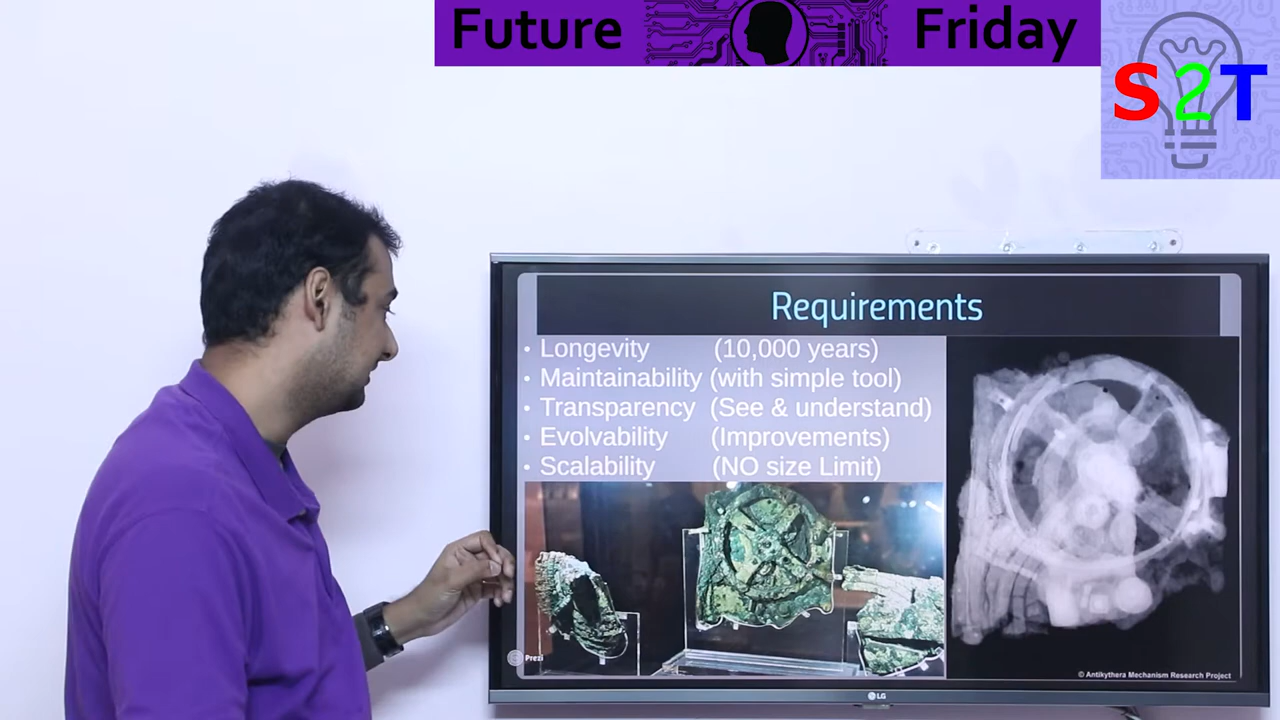 Future Friday
S2T
Requirements
• Longevity (10,000 years)
• Maintainability (with simple tool)
• Transparency (See & understand)
• Evolvability (Improvements)
• Scalability (NO size Limit)
Prezi
© Antikythera Mechanism Research Project
LG